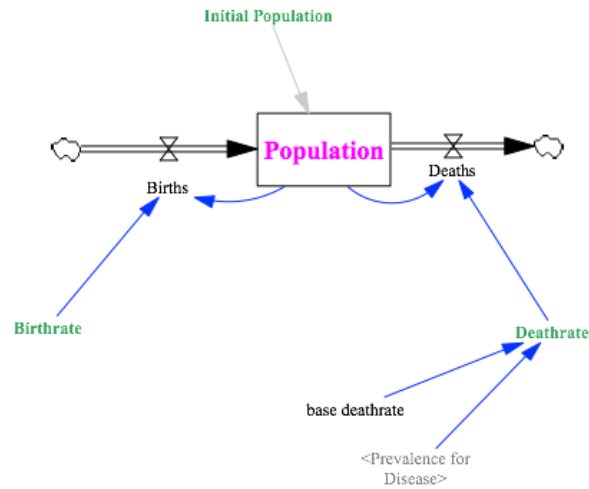 Initial Population
Population
Births
Deaths
Birthrate
Deathrate
base deathrate
<Prevalence for
Disease>